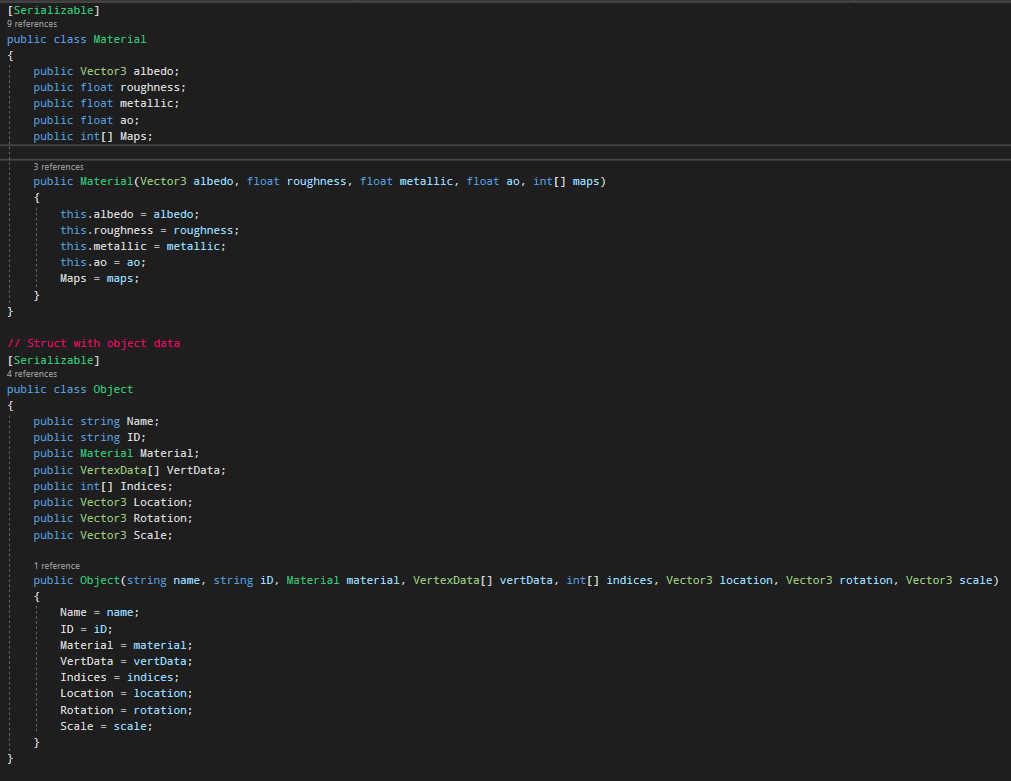 [Serializable]
9 references
public class Material
{
public Vector3 albedo;
public float roughness;
public float metallic;
public float ao;
public int[] Maps;
3 references
public Material(Vector3 albedo, float roughness, float metallic, float ao, int[] maps)
{
this.albedo = albedo;
this.roughness = roughness;
this.metallic = metallic;
this.ao = ao;
Maps = maps;
}
}
// Struct with object data
[Serializable]
4 references
public class Object
{
public string Name;
public string ID;
public Material Material;
public VertexData[] VertData;
public int[] Indices;
public Vector3 Location;
public Vector3 Rotation;
public Vector3 Scale;
1 reference
public Object(string name, string iD, Material material, VertexData[] vertData, int[] indices, Vector3 location, Vector3 rotation, Vector3 scale)
{
Name = name;
ID = iD;
Material = material;
VertData = vertData;
Indices = indices;
Location = location;
Rotation = rotation;
Scale = scale;
}
}